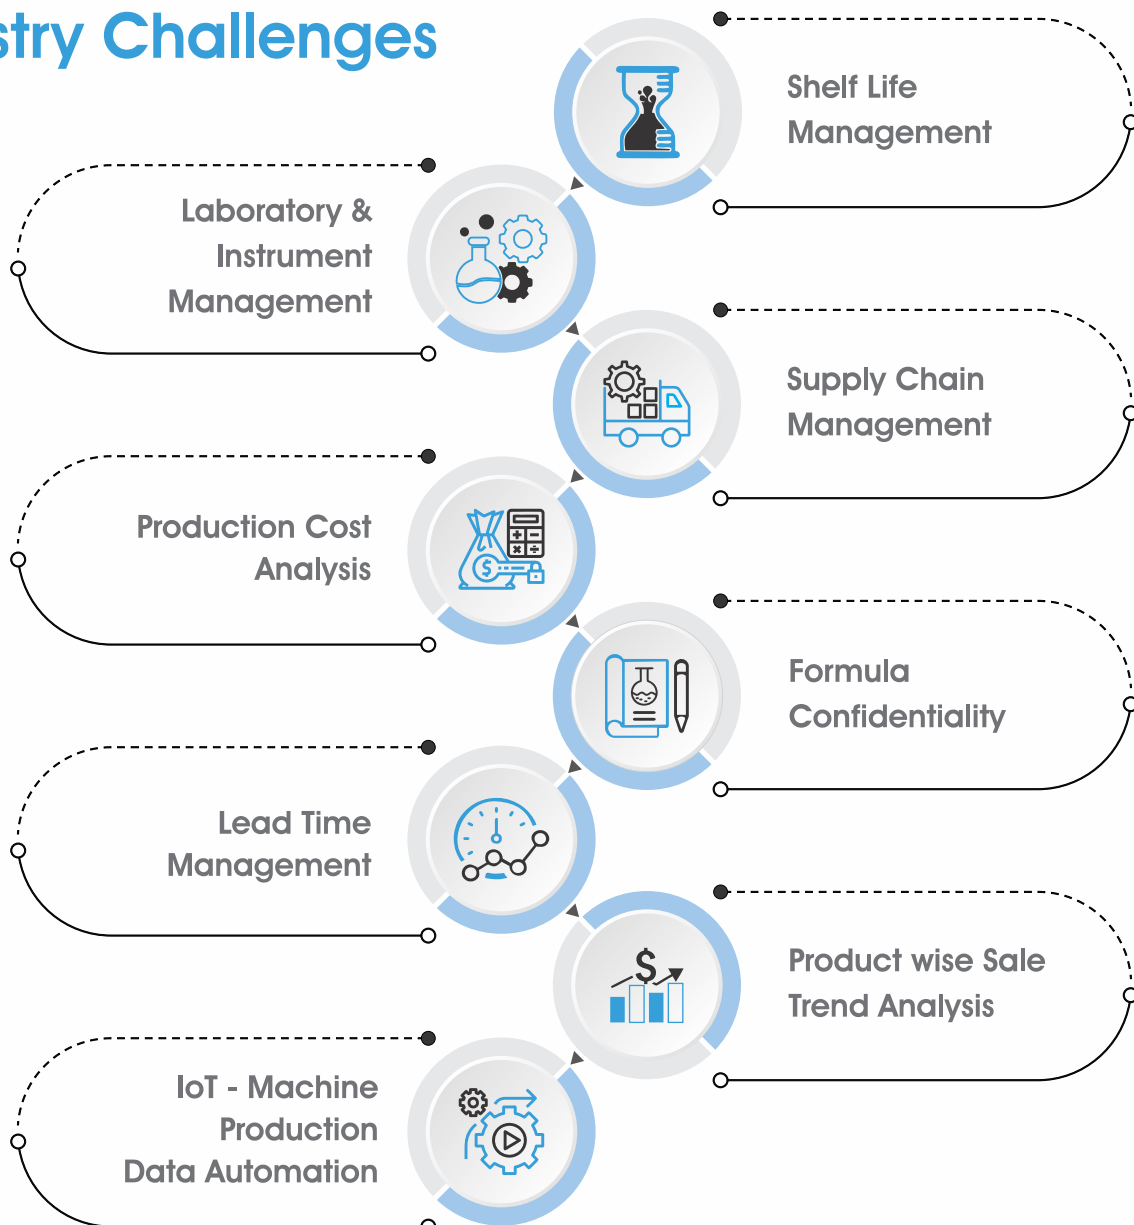 stry Challenges
Shelf Life
Management
Laboratory &
Instrument
Management
Supply Chain
Management
Production Cost
Analysis
Formula
Confidentiality
Lead Time
Management
Product wise Sale
Trend Analysis
IoT - Machine
Production
Data Automation